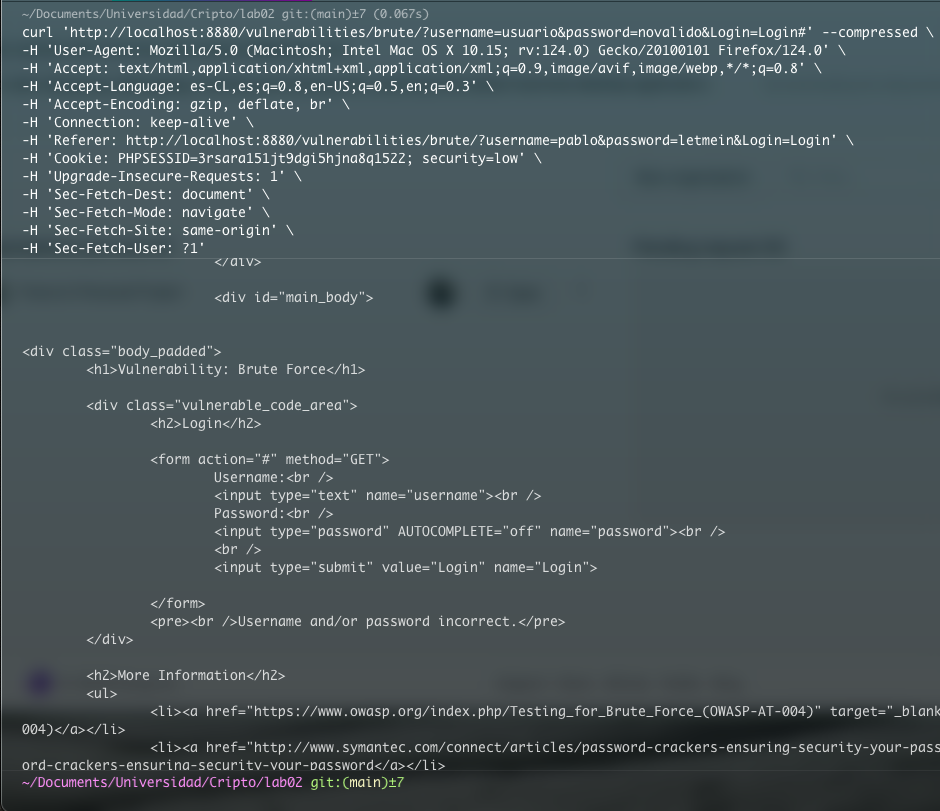 ~/Documents/Universidad/Cripto/lab02 git:(main)±7 (0.067s)
curl 'http://localhost:8880/vulnerabilities/brute/?username=usuario&password=novalido&Login=Login#' --compressed \
-H 'User-Agent: Mozilla/5.0 (Macintosh; Intel Mac OS X 10.15; rv:124.0) Gecko/20100101 Firefox/124.0' \
-H 'Accept: text/html,application/xhtml+xml,application/xml;q=0.9,image/avif,image/webp,*/*;q=0.8' \
-H 'Accept-Language: es-CL,es;q=0.8,en-US;q=0.5,en;q=0.3' \
-H 'Accept-Encoding: gzip, deflate, br' \
-H 'Connection: keep-alive' \
-H 'Referer: http://localhost:8880/vulnerabilities/brute/?username=pablo&password=letmein&Login=Login' \
-H 'Cookie: PHPSESSID=3rsara151jt9dgi5hjna8q1522; security=low' \
-H 'Upgrade-Insecure-Requests: 1' \
-H 'Sec-Fetch-Dest: document' \
-H 'Sec-Fetch-Mode: navigate' \
-H 'Sec-Fetch-Site: same-origin' \
-H 'Sec-Fetch-User: ?1'
</div>
<div id="main_body">
<div class="body_padded">
<h1>Vulnerability: Brute Force</h1>
<div class="vulnerable_code_area">
<h2>Login</h2>
<form action="#" method="GET">
Username:<br />
<input type="text" name="username"><br />
Password:<br />
<input type="password" AUTOCOMPLETE="off" name="password"><br />
<br />
<input type="submit" value="Login" name="Login">
</form>
<pre><br />Username and/or password incorrect.</pre>
</div>
<h2>More Information</h2>
<ul>
<li><a href="https://www.owasp.org/index.php/Testing_for_Brute_Force_(OWASP-AT-004)" target="_blank
004)</a></li>
<li><a href="http://www.symantec.com/connect/articles/password-crackers-ensuring-security-your-pass
ord-crackers-ensuring-security-your-password</a></li>
~/Documents/Universidad/Cripto/lab02 git:(main)±7